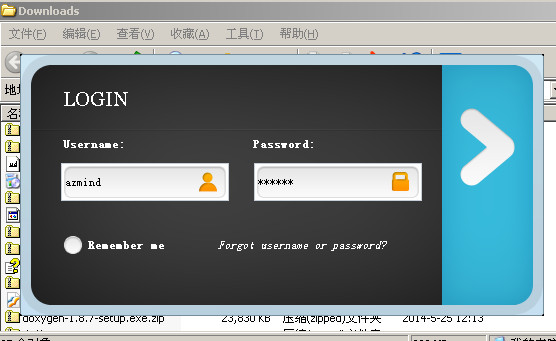 Downloads
文件(F) 编辑(E) 查看(V) 收藏(A) 工具(T) 帮助(H)
LOGIN
Username: Password:
azmind ******
Remember me Forgot username or password?
doxygen-1.8.7-setup.exe.zip 23,830 KB 压缩(zipped)文件夹 2014-5-25 12:13